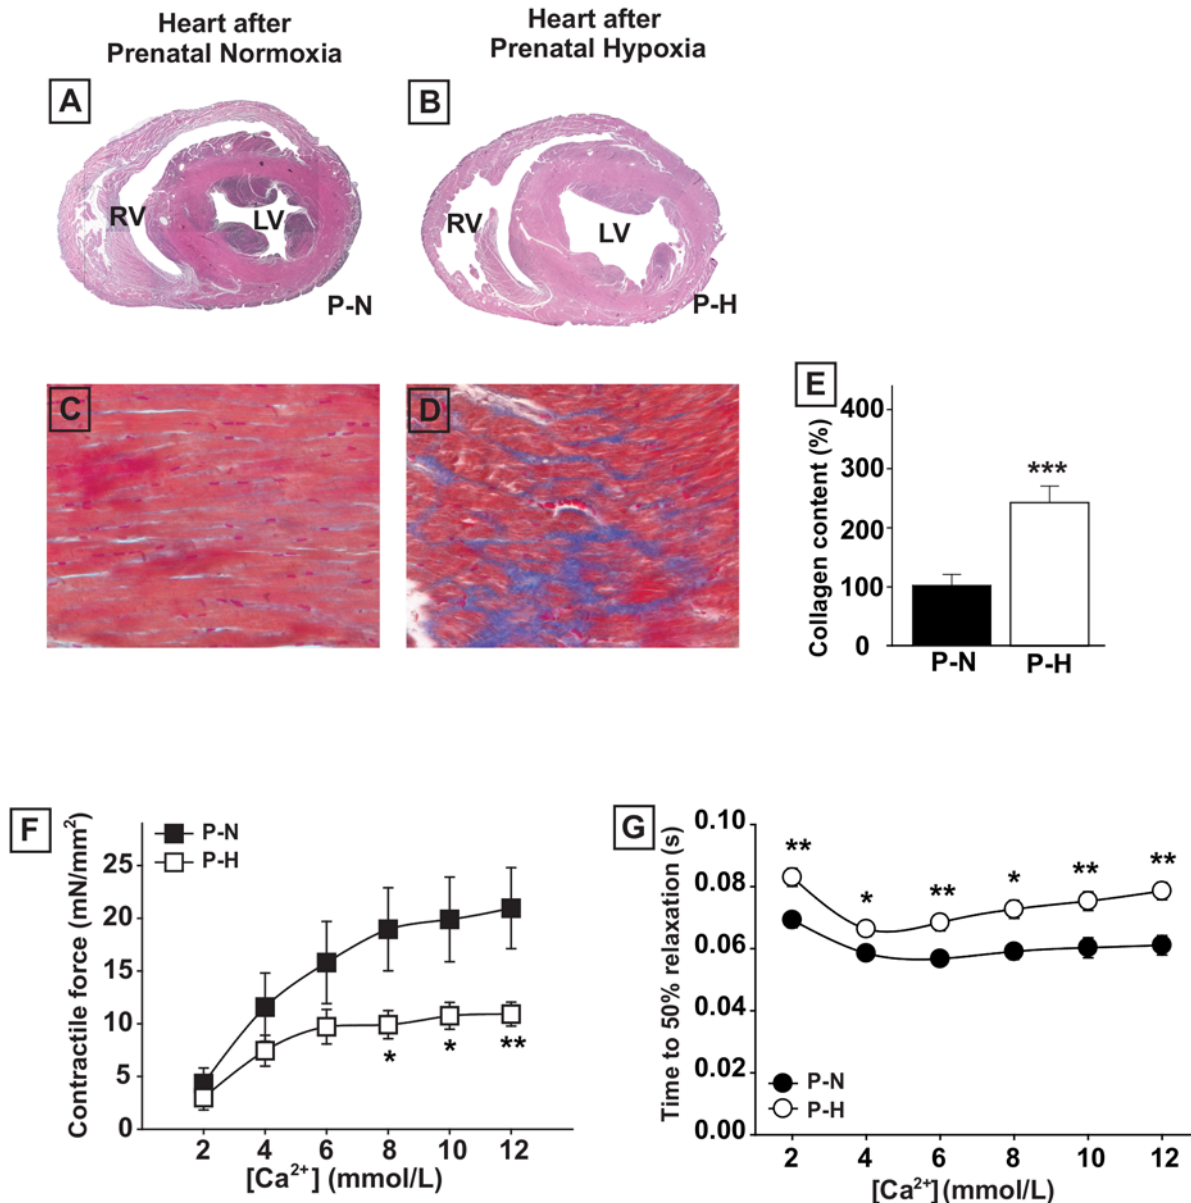 Heart after
Prenatal Normoxia
Heart after
Prenatal Hypoxia
A
RV
LV
P-N
B
RV
LV
P-H
C
D
E
Collagen content (%)
400
300
200
100
0
***
P-N
P-H
F
Contractile force (mN/mm²)
P-N
P-H
25
20
15
10
5
0
* * **
2 4 6 8 10 12
[Ca²⁺] (mmol/L)
G
Time to 50% relaxation (s)
0.10
0.08
0.06
0.04
0.02
0.00
** * ** * ** **
P-N
P-H
2 4 6 8 10 12
[Ca²⁺] (mmol/L)